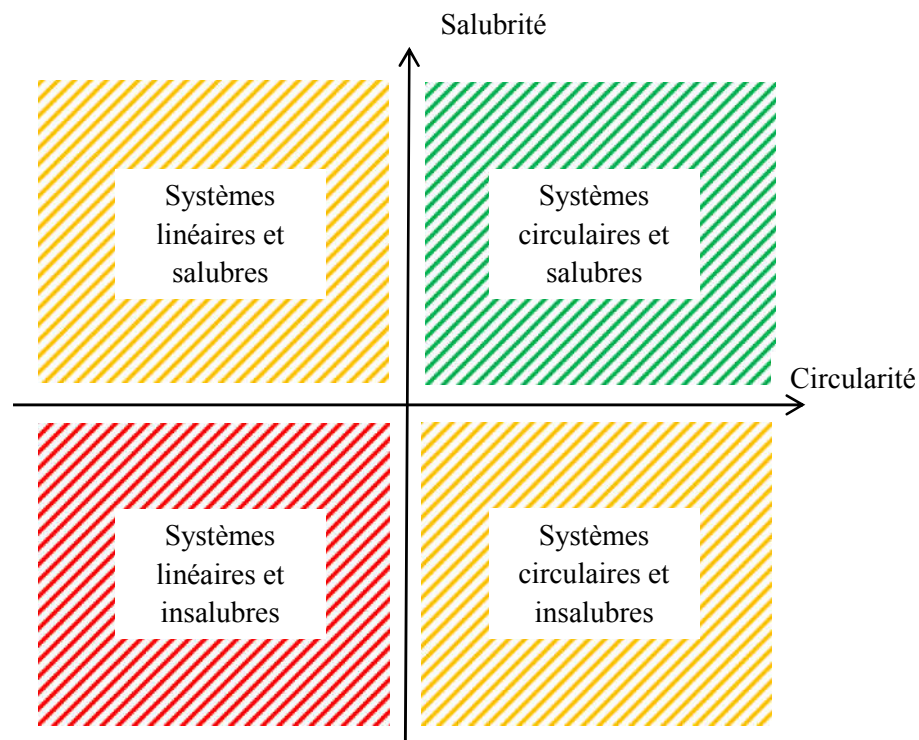 Salubrité
Systèmes
linéaires et
salubres
Systèmes
circulaires et
salubres
Circularité
Systèmes
linéaires et
insalubres
Systèmes
circulaires et
insalubres